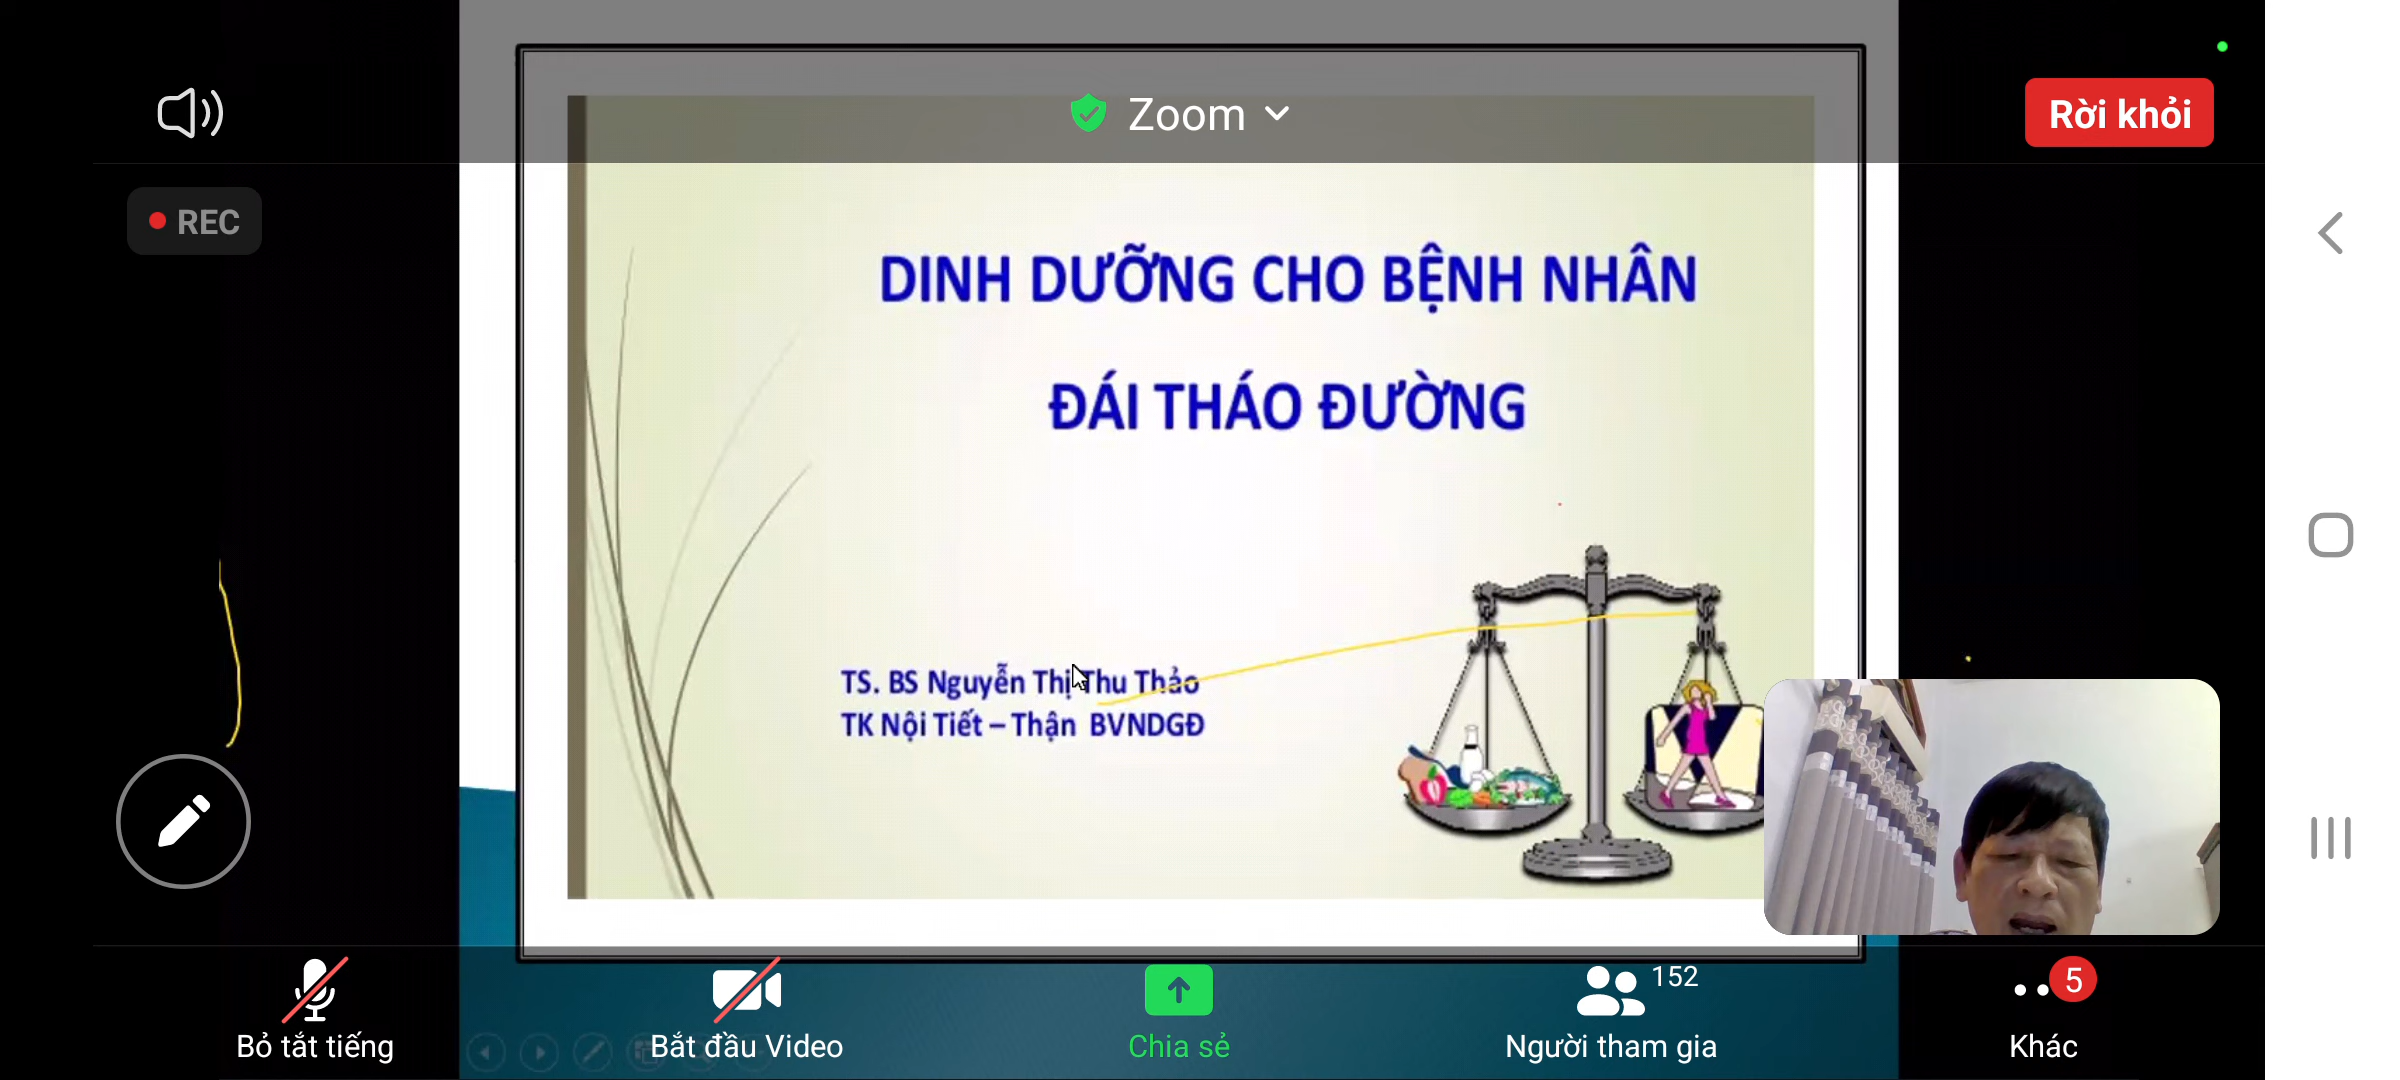 Zoom
Rời khỏi
REC
DINH DƯỠNG CHO BỆNH NHÂN
ĐÁI THÁO ĐƯỜNG
TS. BS Nguyễn Thị Thu Thảo
TK Nội Tiết – Thận BVNDGĐ
152
5
Bỏ tắt tiếng
Bắt đầu Video
Chia sẻ
Người tham gia
Khác